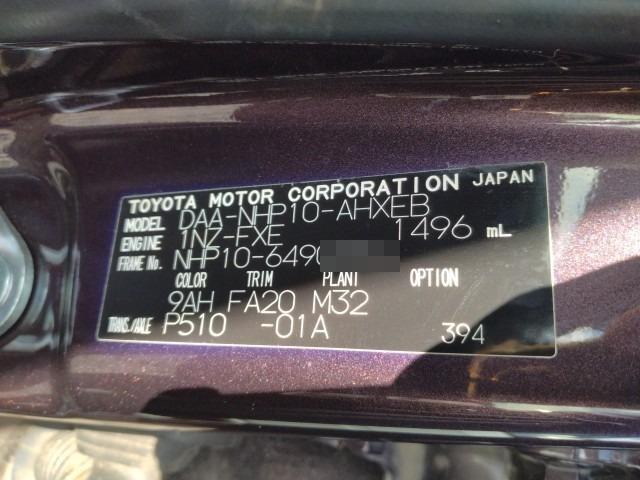 TOYOTA MOTOR CORPORATION JAPAN
MODEL DAA-NHP10-AHXEB
ENGINE 1NZ-FXE 1496 mL
FRAME No. NHP10-6490
COLOR TRIM PLANT OPTION
9AH FA20 M32
TRANS./AXLE P510 -01A 394